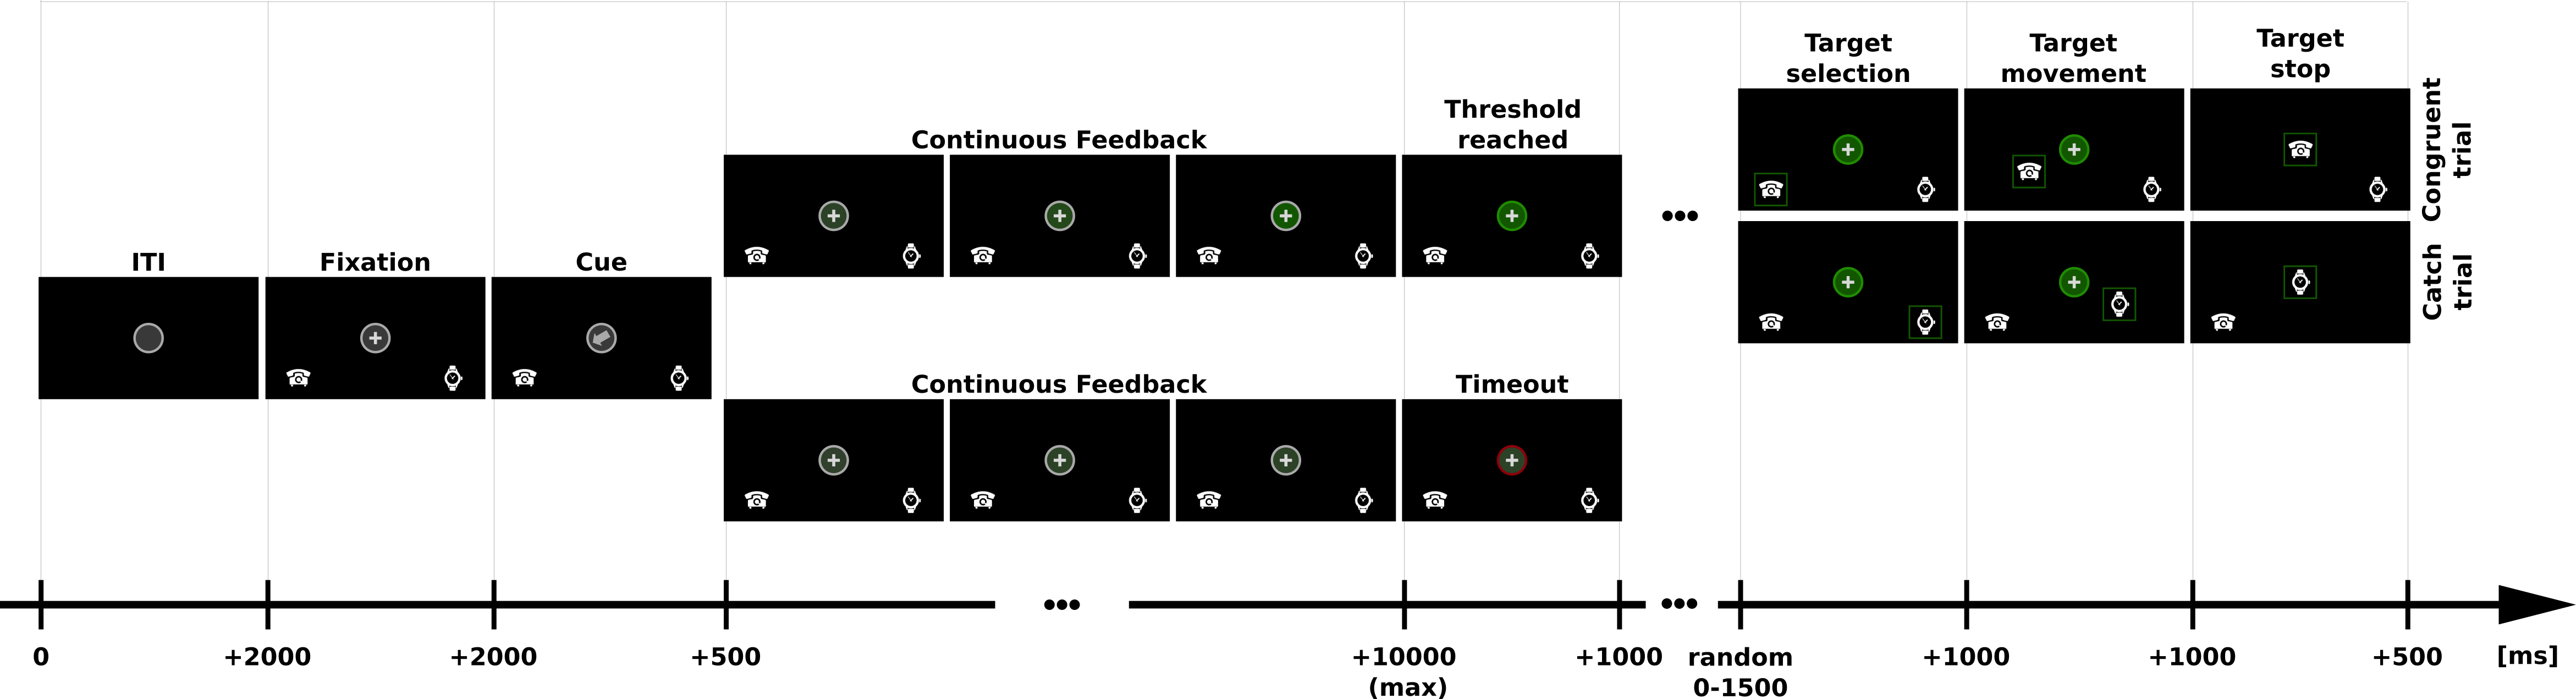 Target
selection
Target
movement
Target
stop
Congruent
trial
Continuous Feedback
Threshold
reached
Catch
trial
ITI
Fixation
Cue
Continuous Feedback
Timeout
0
+2000
+2000
+500
+10000
(max)
+1000
random
0-1500
+1000
+1000
+500
[ms]